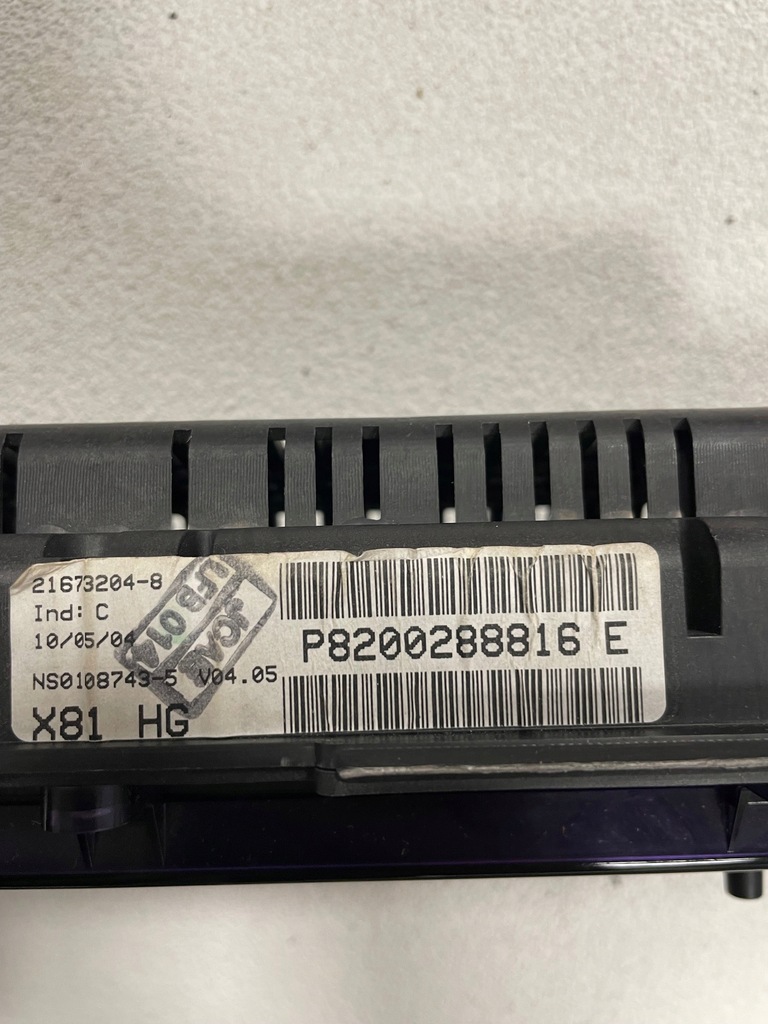 21673204-8
Ind: C
10/05/04
NS0108743-5 V04.05
X81 HG
P8200288816 E